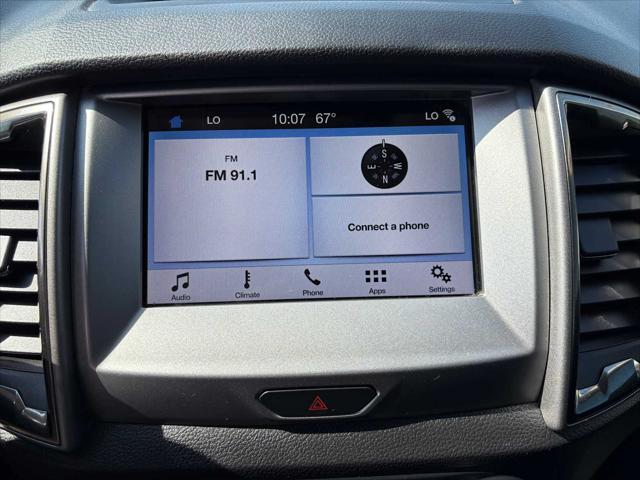 LO 10:07 67° LO
FM
FM 91.1
S
E W
N
Connect a phone
Audio Climate Phone Apps Settings